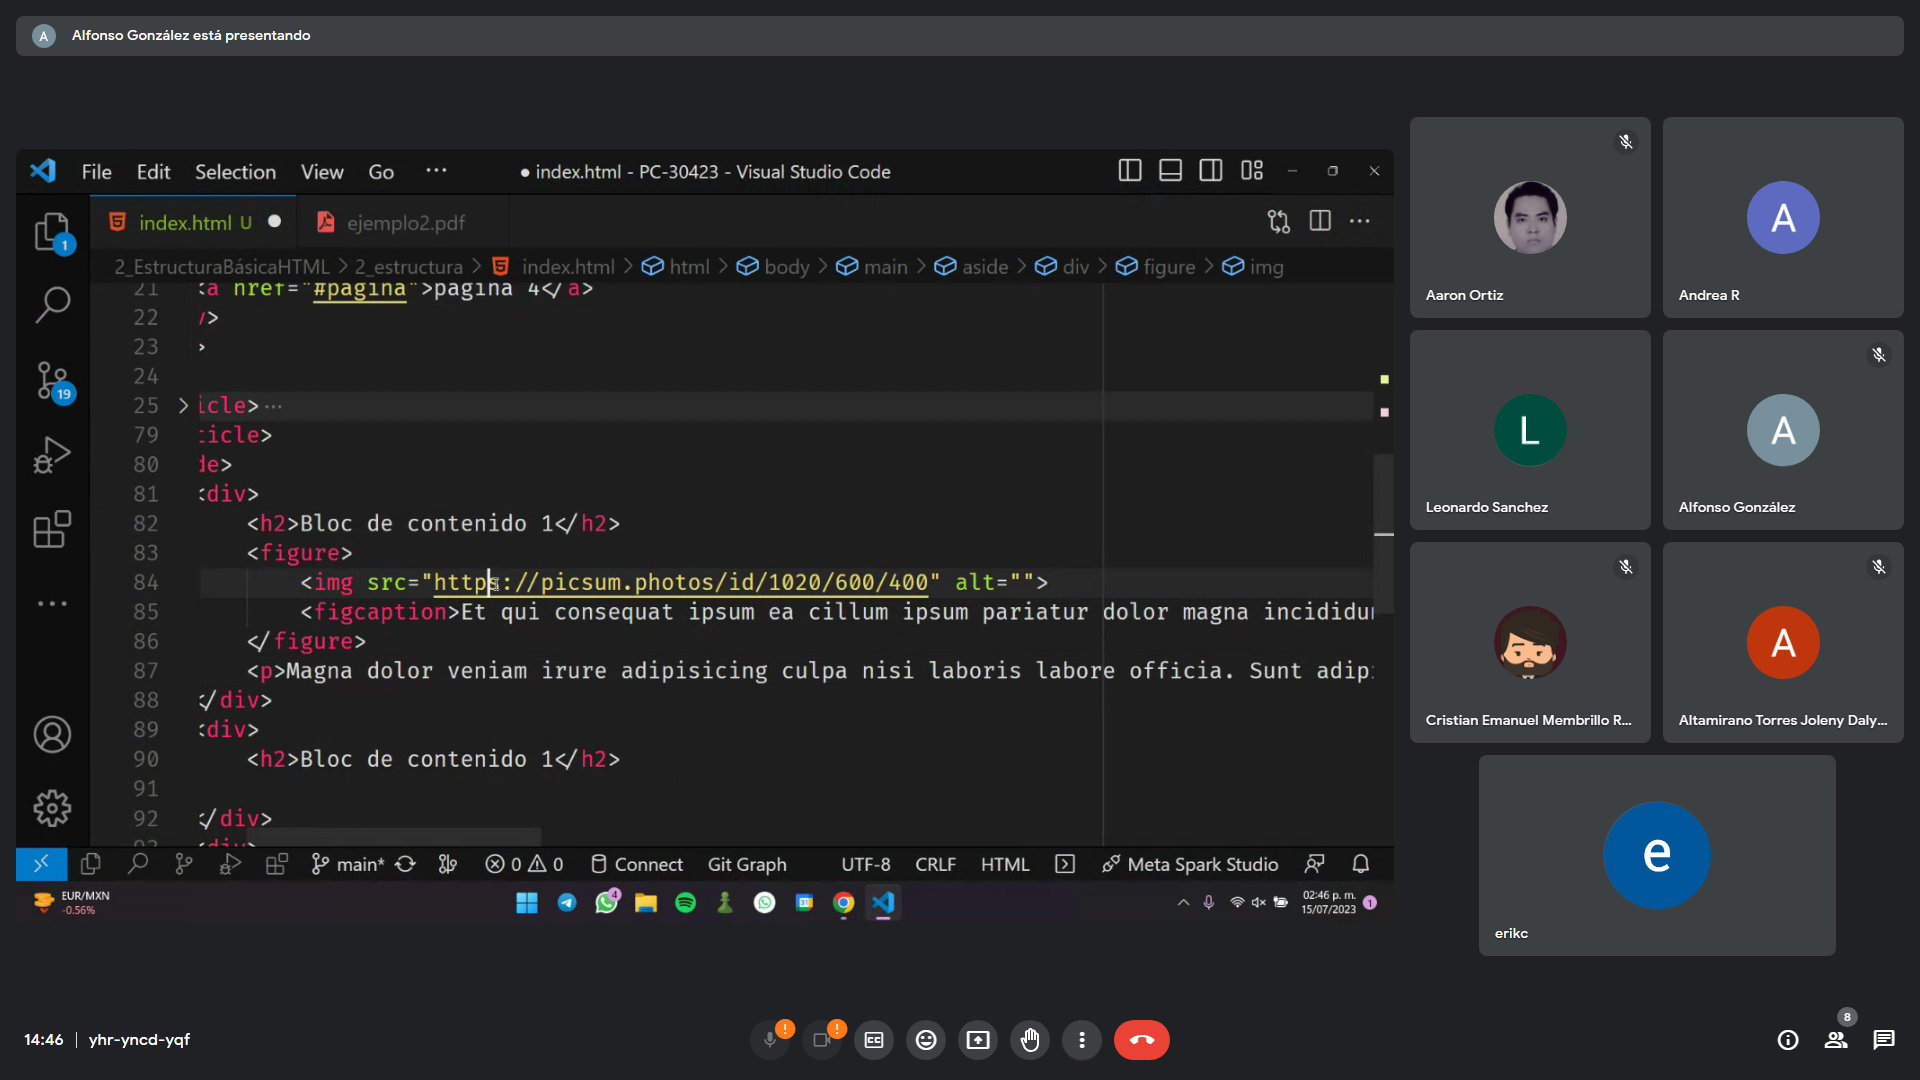 A Alfonso González está presentando
File Edit Selection View Go ··· ● index.html - PC-30423 - Visual Studio Code
index.html U ● ejemplo2.pdf
2_EstructuraBásicaHTML > 2_estructura > index.html > html > body > main > aside > div > figure > img
21 <a href="#pagina">pagina 4</a>
22 />
23 >
24
25 icle>···
79 ticle>
80 de>
81 <div>
82 <h2>Bloc de contenido 1</h2>
83 <figure>
84 <img src="https://picsum.photos/id/1020/600/400" alt="">
85 <figcaption>Et qui consequat ipsum ea cillum ipsum pariatur dolor magna incididu
86 </figure>
87 <p>Magna dolor veniam irure adipisicing culpa nisi laboris labore officia. Sunt adip
88 </div>
89 <div>
90 <h2>Bloc de contenido 1</h2>
91
92 </div>
1
19
main* 0 0 Connect Git Graph UTF-8 CRLF HTML Meta Spark Studio
EUR/MXN
-0.56%
4
02:46 p. m.
15/07/2023
1
Aaron Ortiz
A
Andrea R
L
Leonardo Sanchez
A
Alfonso González
Cristian Emanuel Membrillo R...
A
Altamirano Torres Joleny Daly...
e
erikc
14:46 | yhr-yncd-yqf
! ! CC
8